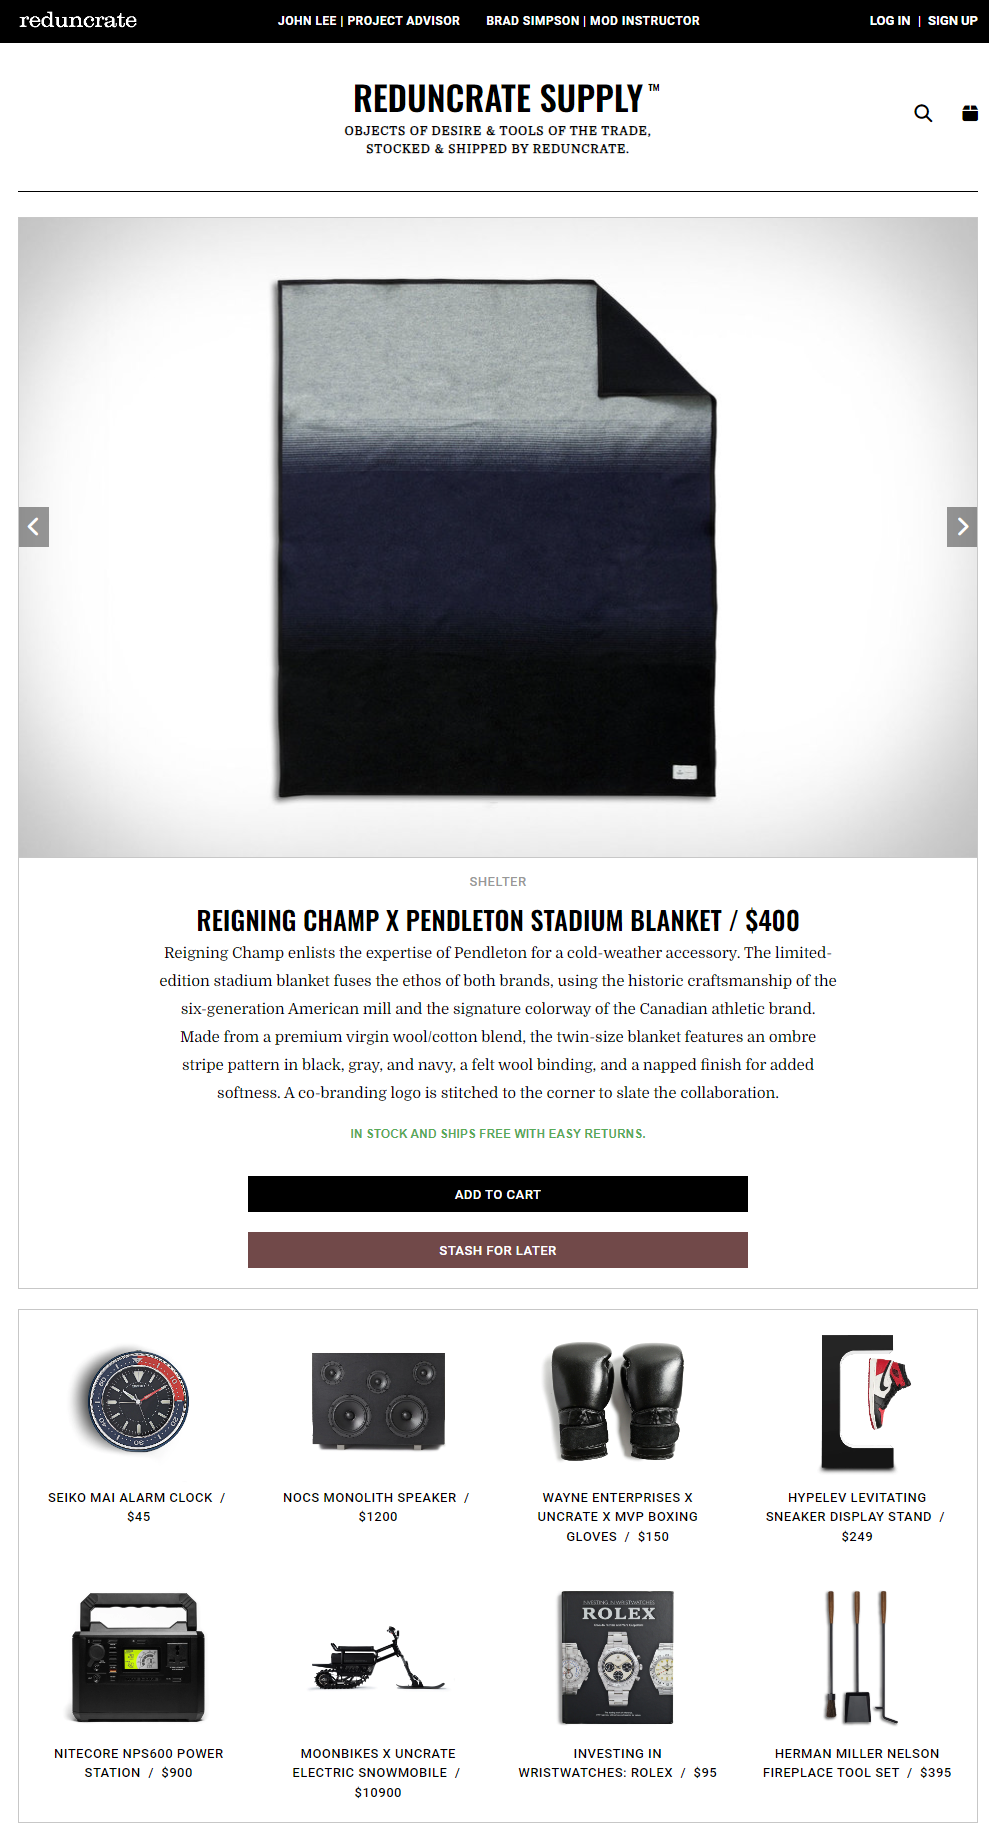 reduncrate
JOHN LEE | PROJECT ADVISOR
BRAD SIMPSON | MOD INSTRUCTOR
LOG IN | SIGN UP
REDUNCRATE SUPPLY™
OBJECTS OF DESIRE & TOOLS OF THE TRADE,
STOCKED & SHIPPED BY REDUNCRATE.
SHELTER
REIGNING CHAMP X PENDLETON STADIUM BLANKET / $400
Reigning Champ enlists the expertise of Pendleton for a cold-weather accessory. The limited-
edition stadium blanket fuses the ethos of both brands, using the historic craftsmanship of the
six-generation American mill and the signature colorway of the Canadian athletic brand.
Made from a premium virgin wool/cotton blend, the twin-size blanket features an ombre
stripe pattern in black, gray, and navy, a felt wool binding, and a napped finish for added
softness. A co-branding logo is stitched to the corner to slate the collaboration.
IN STOCK AND SHIPS FREE WITH EASY RETURNS.
ADD TO CART
STASH FOR LATER
SEIKO MAI ALARM CLOCK /
$45
NOCS MONOLITH SPEAKER /
$1200
WAYNE ENTERPRISES X
UNCRATE X MVP BOXING
GLOVES / $150
HYPELEV LEVITATING
SNEAKER DISPLAY STAND /
$249
INVESTING IN WRISTWATCHES
ROLEX
NITECORE NPS600 POWER
STATION / $900
MOONBIKES X UNCRATE
ELECTRIC SNOWMOBILE /
$10900
INVESTING IN
WRISTWATCHES: ROLEX / $95
HERMAN MILLER NELSON
FIREPLACE TOOL SET / $395